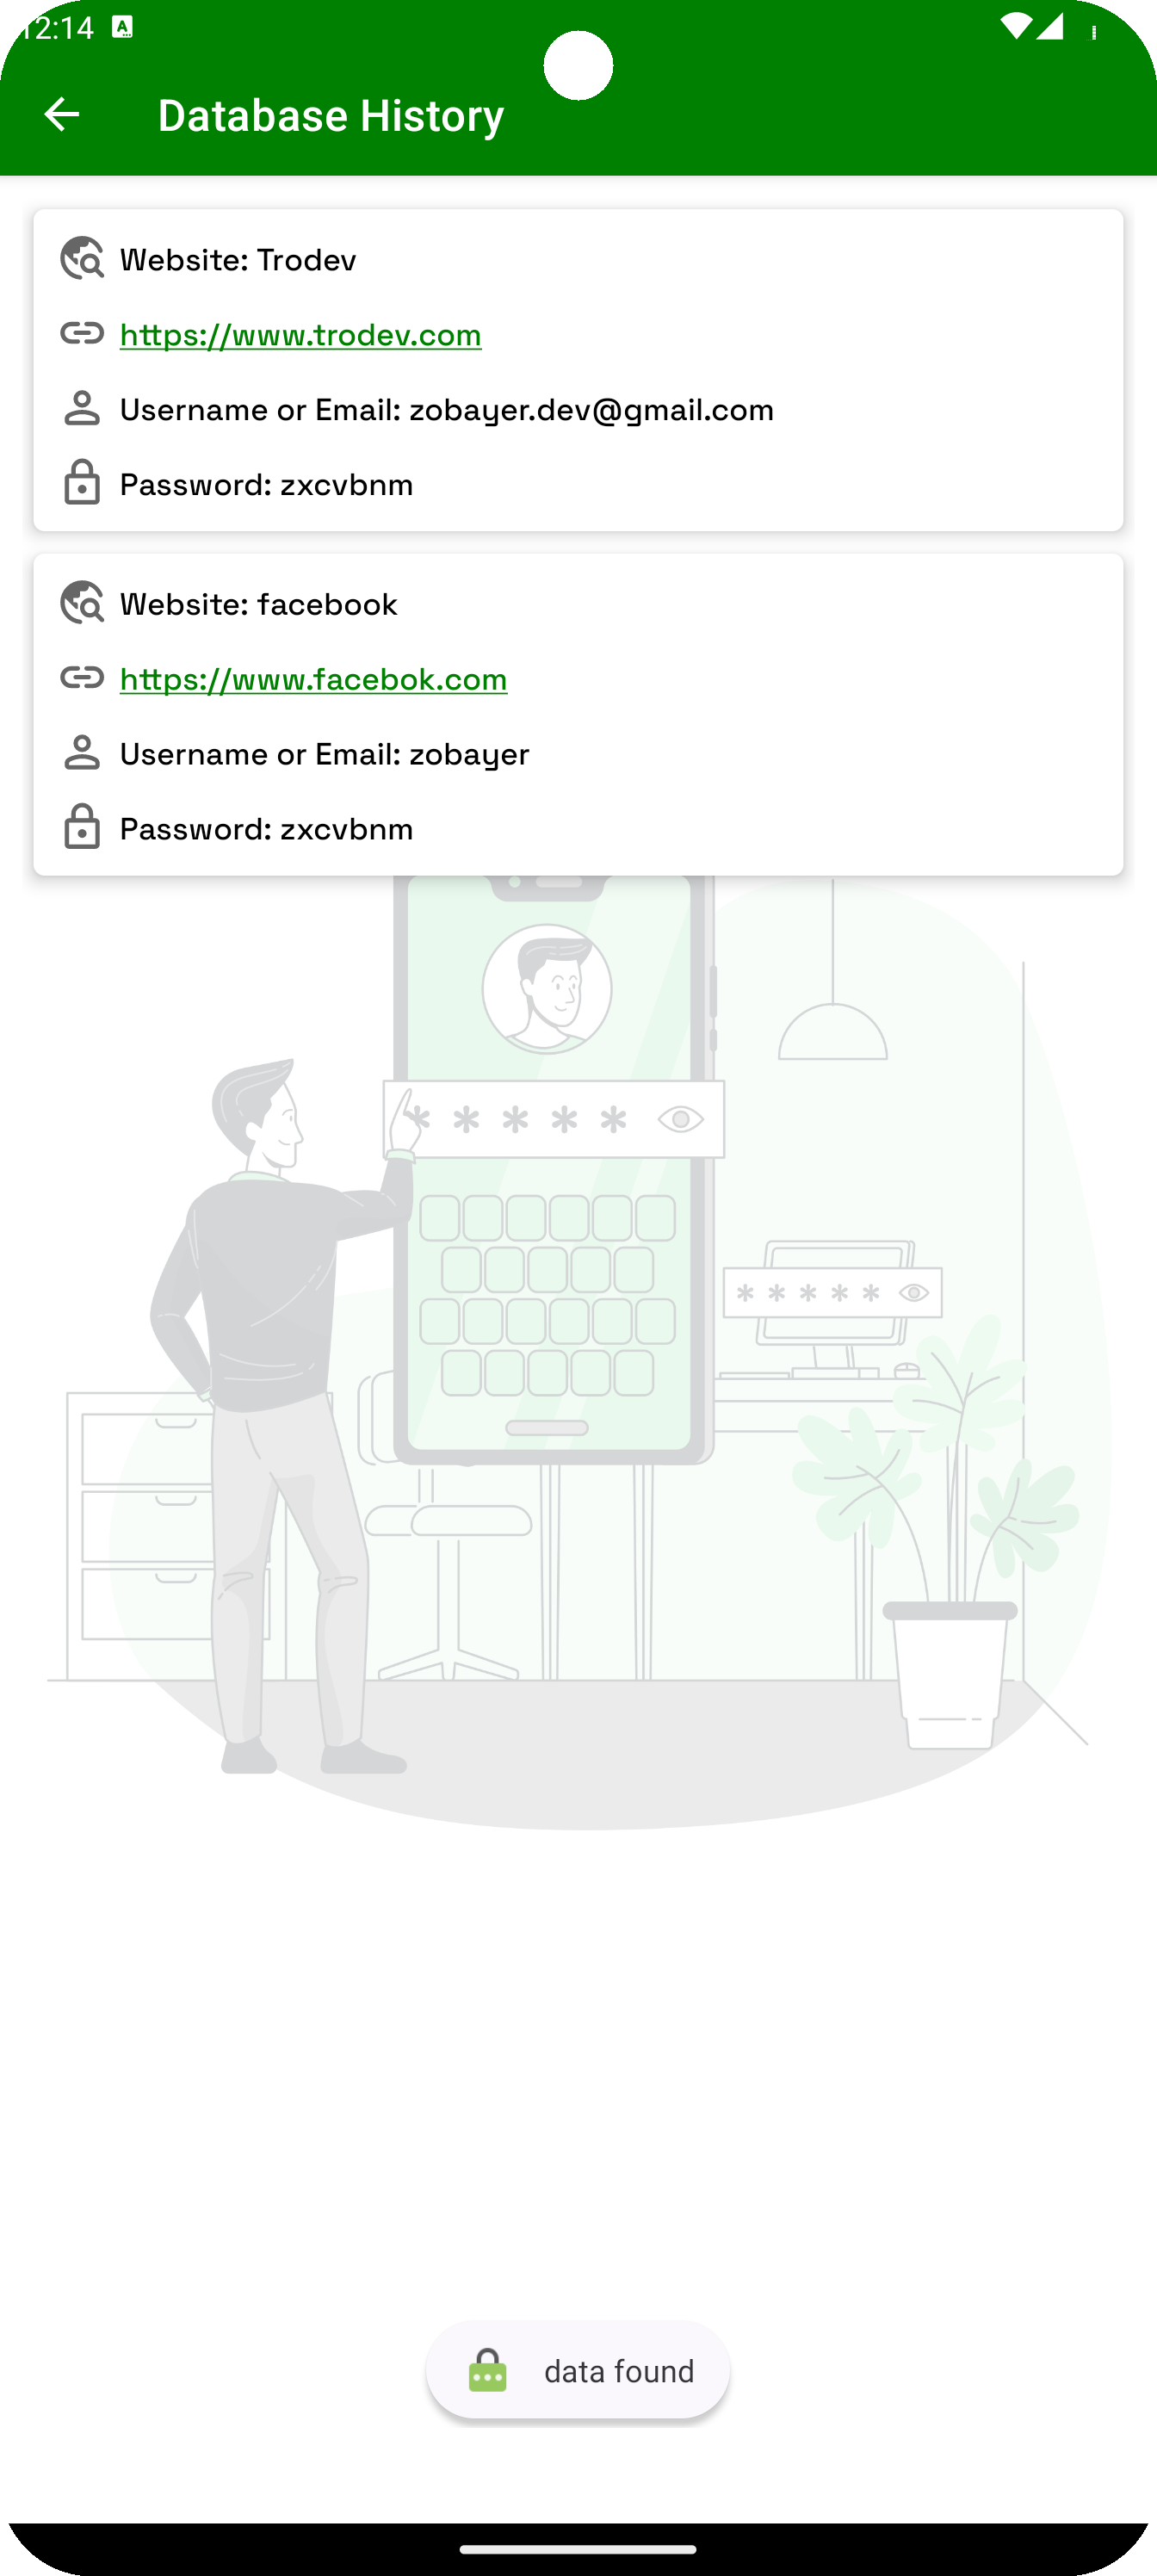 12:14
Database History
Website: Trodev
https://www.trodev.com
Username or Email: zobayer.dev@gmail.com
Password: zxcvbnm
Website: facebook
https://www.facebok.com
Username or Email: zobayer
Password: zxcvbnm
* * * * *
* * * * *
data found